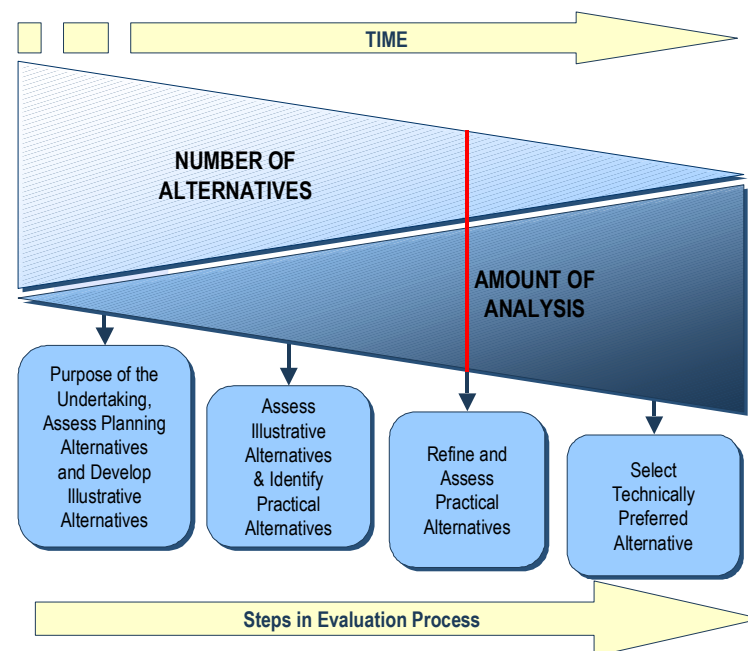 TIME
NUMBER OF
ALTERNATIVES
AMOUNT OF
ANALYSIS
Purpose of the
Undertaking,
Assess Planning
Alternatives
and Develop
Illustrative
Alternatives
Assess
Illustrative
Alternatives
& Identify
Practical
Alternatives
Refine and
Assess
Practical
Alternatives
Select
Technically
Preferred
Alternative
Steps in Evaluation Process